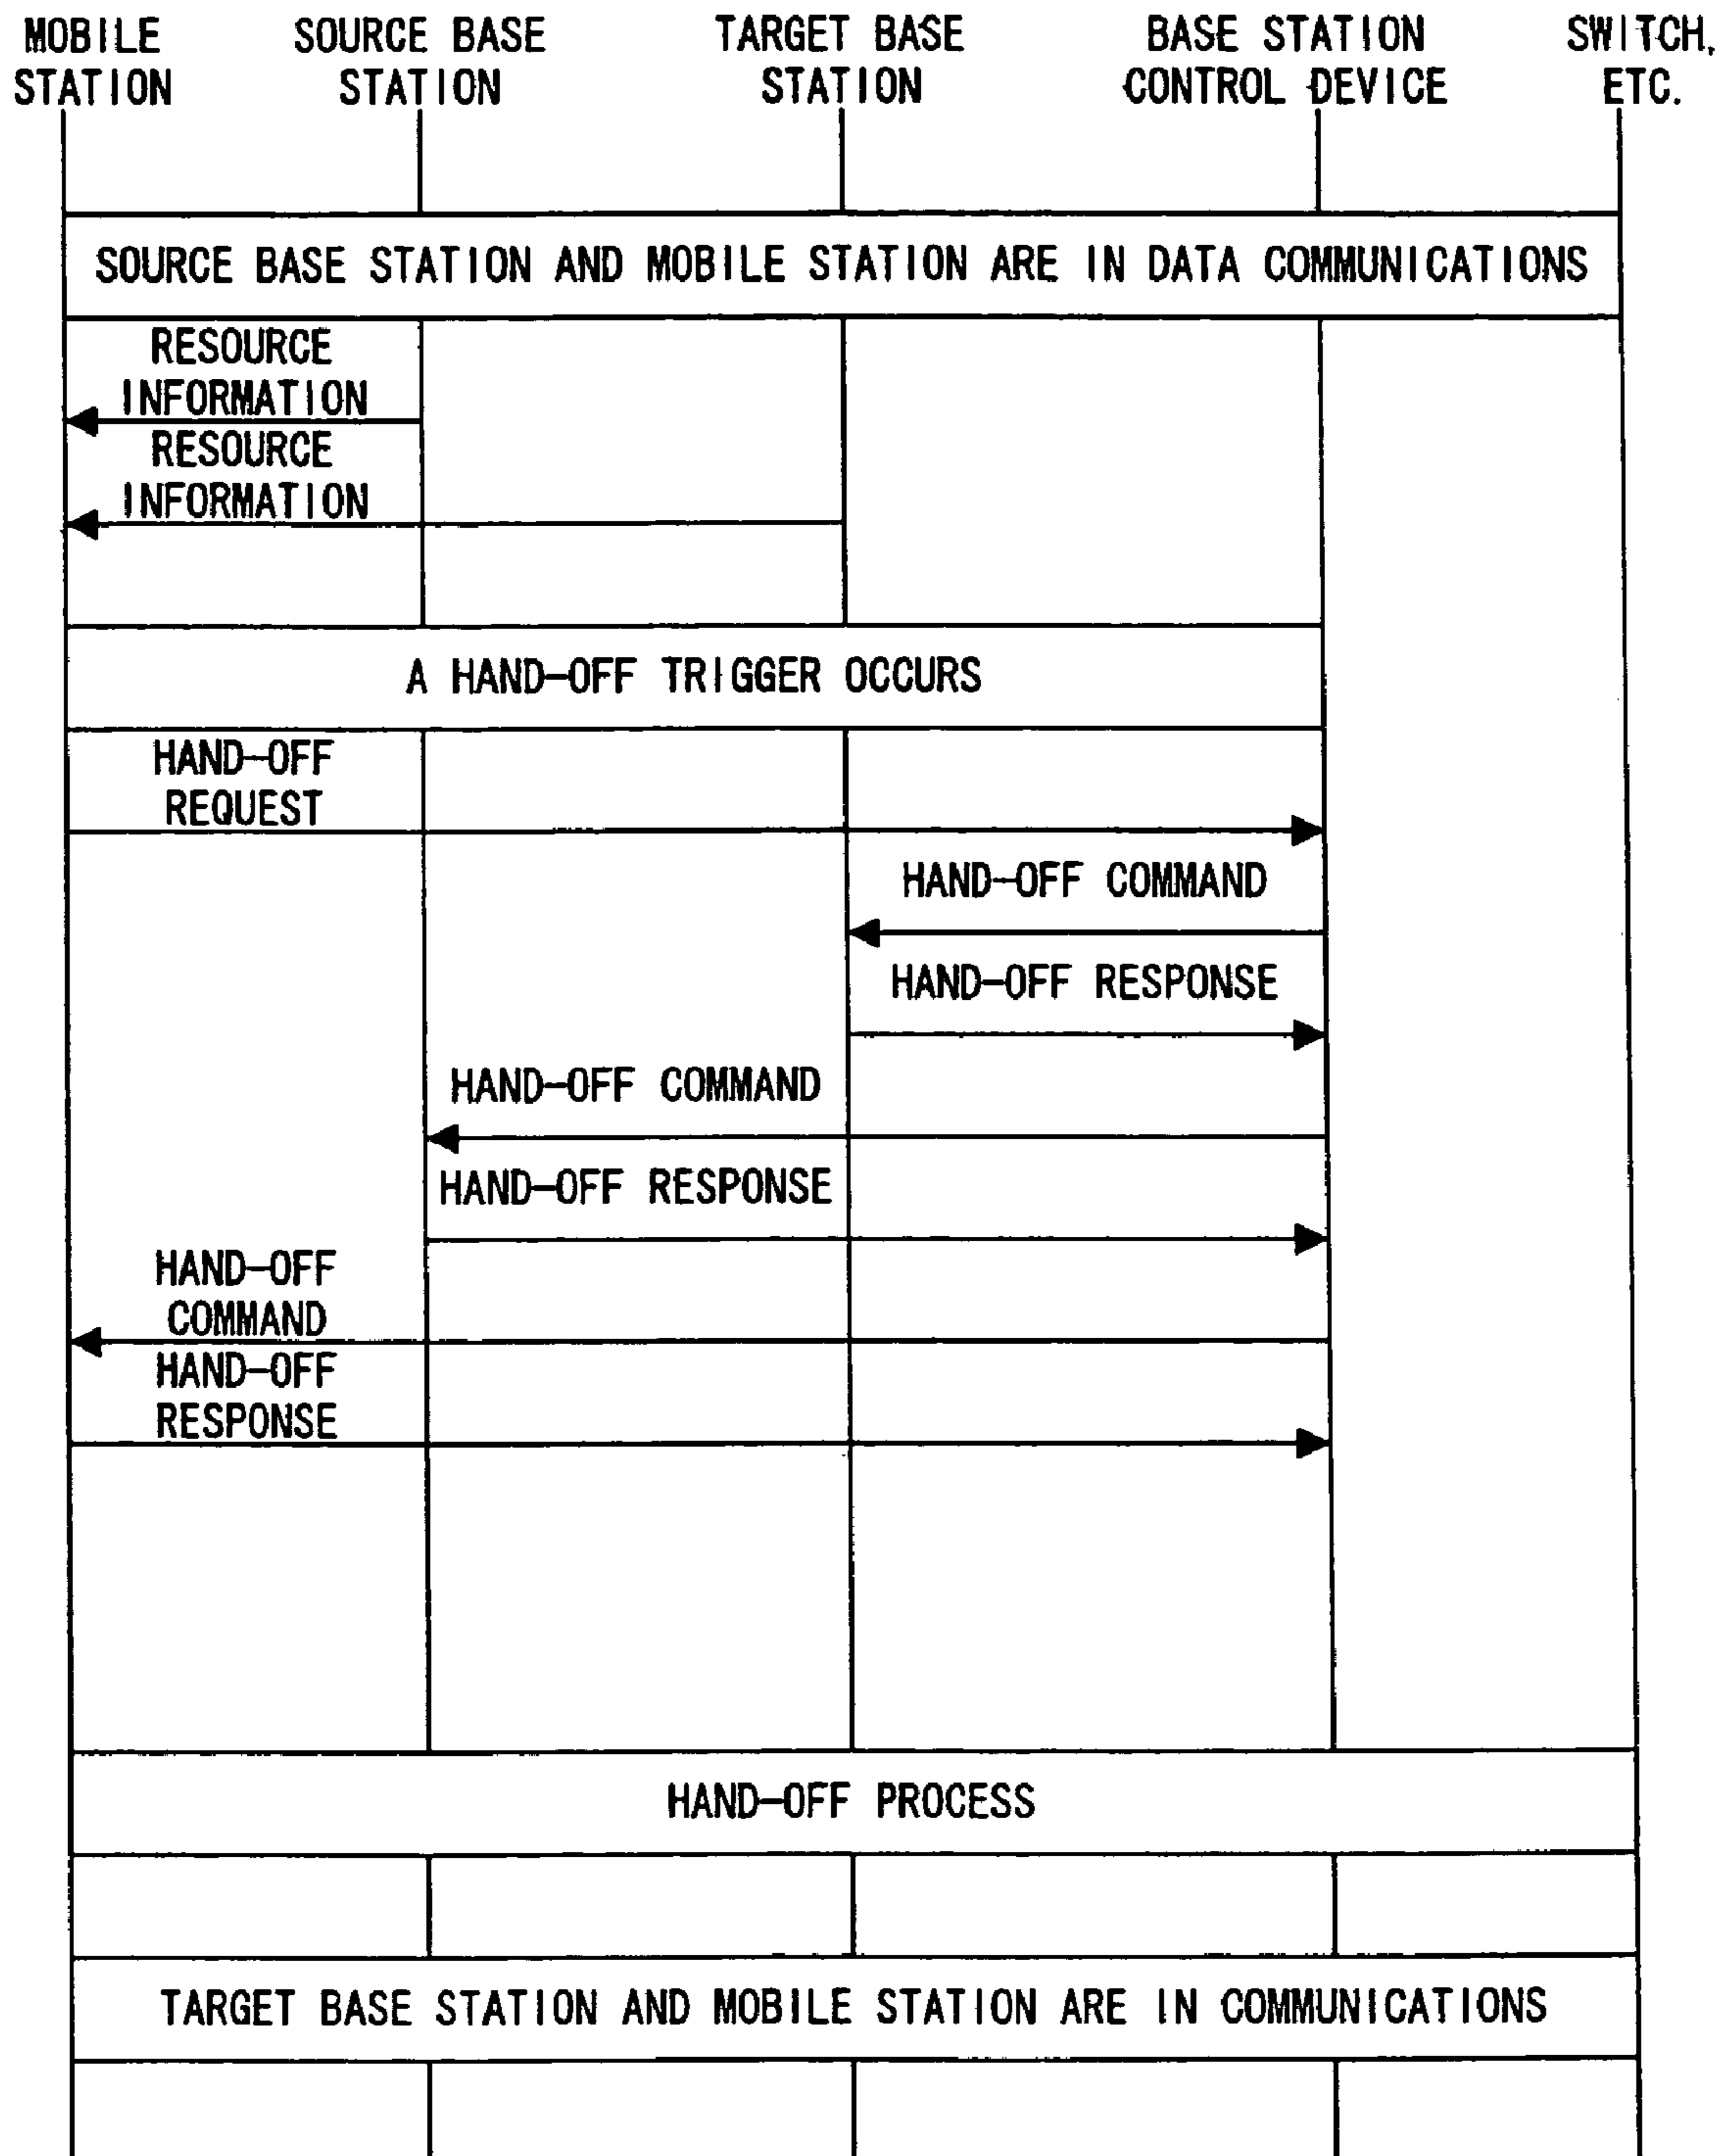 MOBILE
STATION
SOURCE BASE
STATION
TARGET BASE
STATION
BASE STATION
CONTROL DEVICE
SWITCH,
ETC.
SOURCE BASE STATION AND MOBILE STATION ARE IN DATA COMMUNICATIONS
RESOURCE
INFORMATION
RESOURCE
INFORMATION
A HAND-OFF TRIGGER OCCURS
HAND-OFF
REQUEST
HAND-OFF COMMAND
HAND-OFF RESPONSE
HAND-OFF COMMAND
HAND-OFF RESPONSE
HAND-OFF
COMMAND
HAND-OFF
RESPONSE
HAND-OFF PROCESS
TARGET BASE STATION AND MOBILE STATION ARE IN COMMUNICATIONS